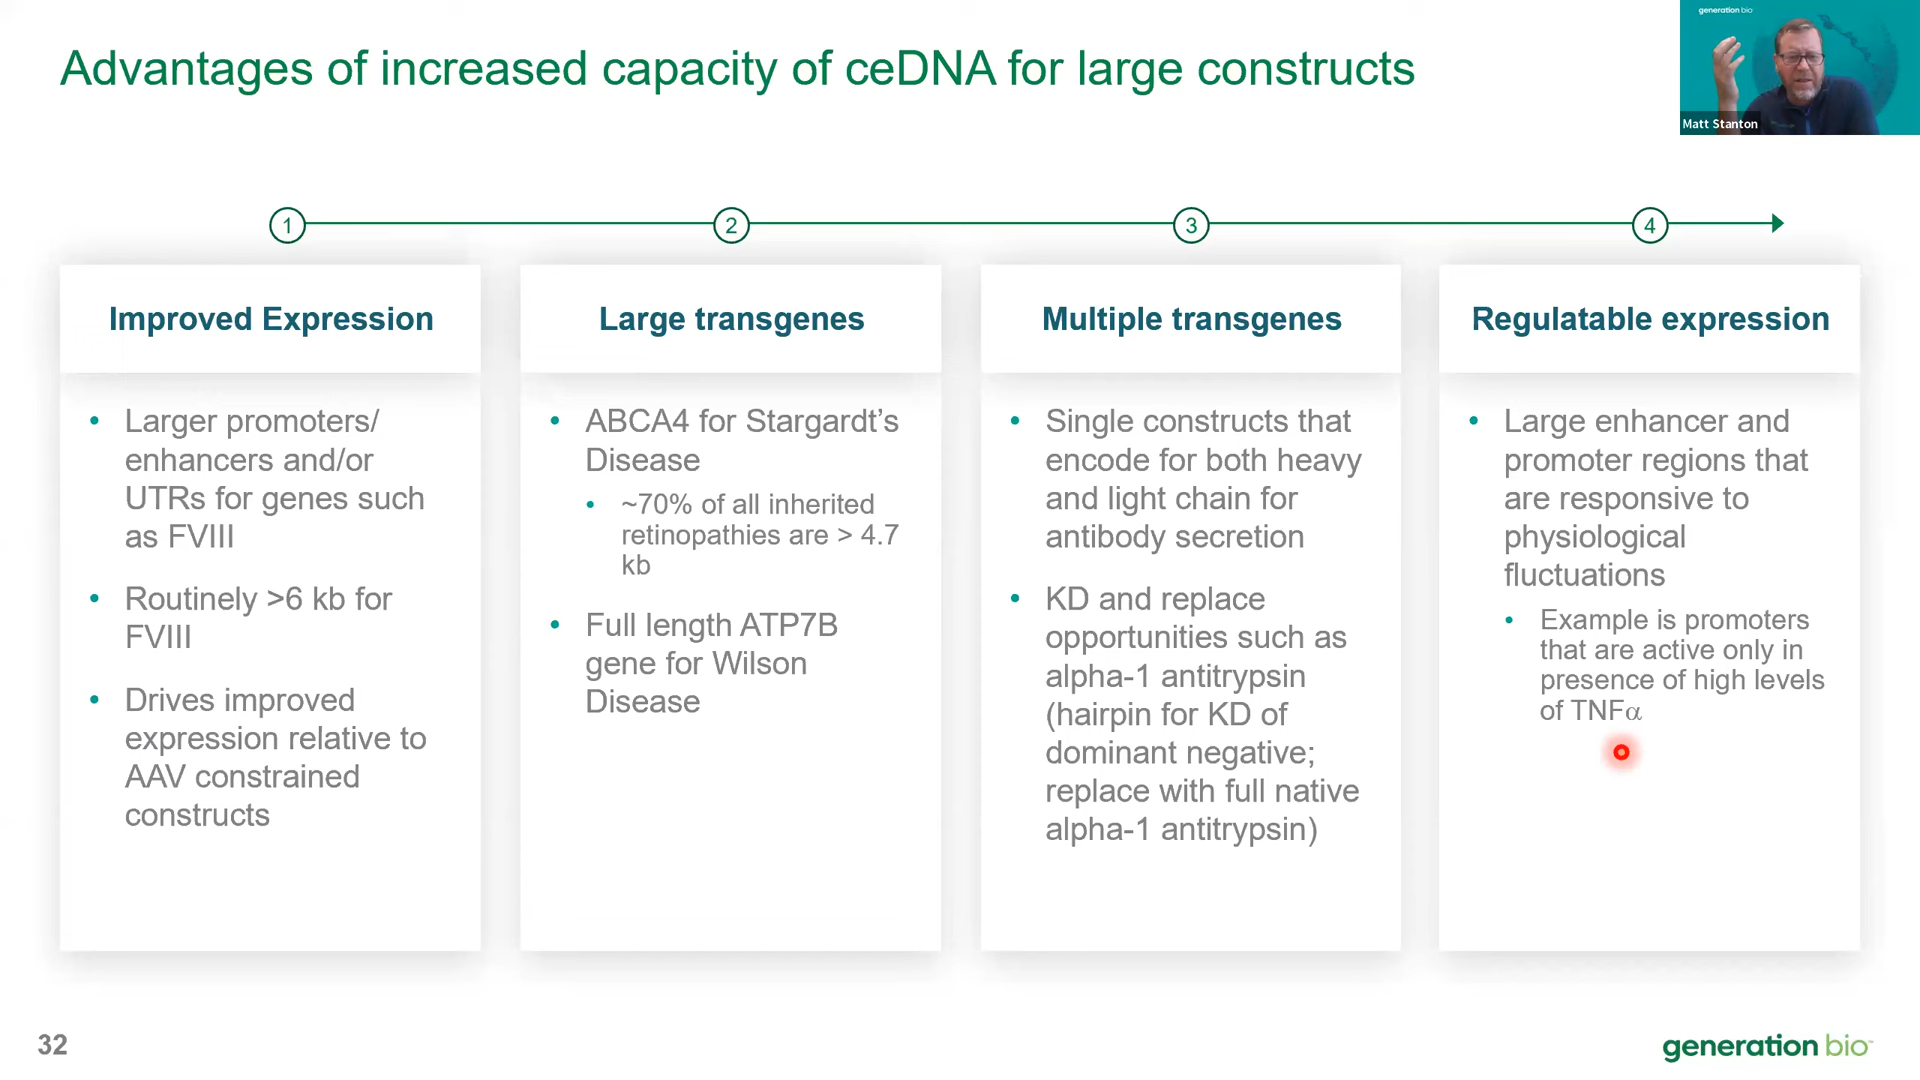 generation bio
Advantages of increased capacity of ceDNA for large constructs
Matt Stanton
1
2
3
4
Improved Expression
• Larger promoters/
enhancers and/or
UTRs for genes such
as FVIII
• Routinely >6 kb for
FVIII
• Drives improved
expression relative to
AAV constrained
constructs
Large transgenes
• ABCA4 for Stargardt’s
Disease
• ~70% of all inherited
retinopathies are > 4.7
kb
• Full length ATP7B
gene for Wilson
Disease
Multiple transgenes
• Single constructs that
encode for both heavy
and light chain for
antibody secretion
• KD and replace
opportunities such as
alpha-1 antitrypsin
(hairpin for KD of
dominant negative;
replace with full native
alpha-1 antitrypsin)
Regulatable expression
• Large enhancer and
promoter regions that
are responsive to
physiological
fluctuations
• Example is promoters
that are active only in
presence of high levels
of TNFα
32
generation bio™